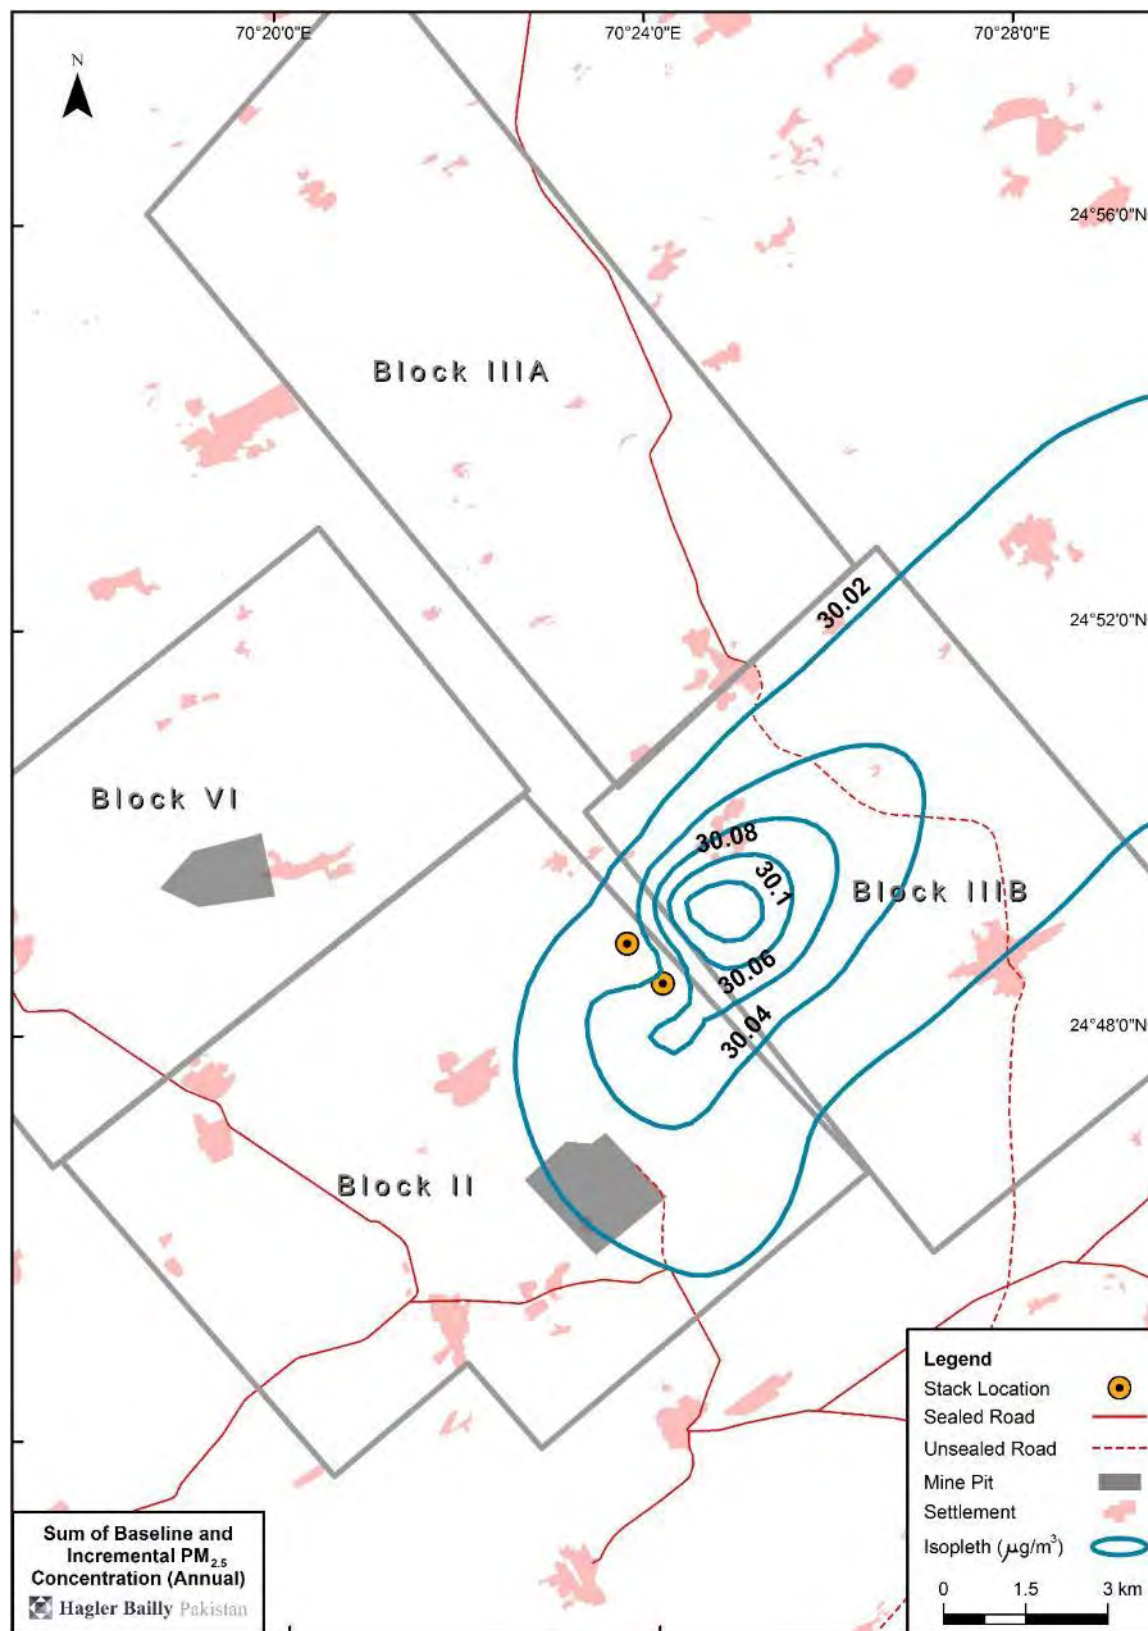 70°20'0"E
70°24'0"E
70°28'0"E
N
24°56'0"N
Block IIIA
30.02
24°52'0"N
Block VI
30.08
30.1
Block IIIB
30.06
30.04
24°48'0"N
Block II
Legend
Stack Location
Sealed Road
Unsealed Road
Mine Pit
Settlement
Isopleth (µg/m³)
0 1.5 3 km
Sum of Baseline and
Incremental PM₂.₅
Concentration (Annual)
Hagler Bailly Pakistan